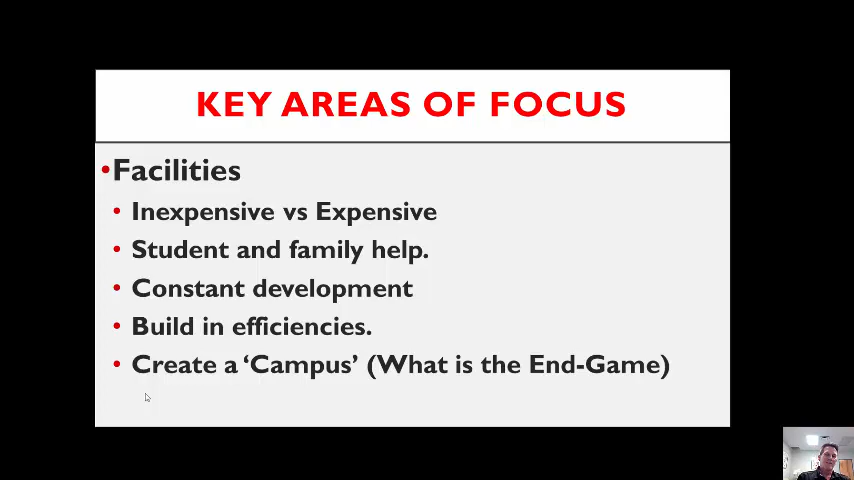 KEY AREAS OF FOCUS
•Facilities
• Inexpensive vs Expensive
• Student and family help.
• Constant development
• Build in efficiencies.
• Create a ‘Campus’ (What is the End-Game)